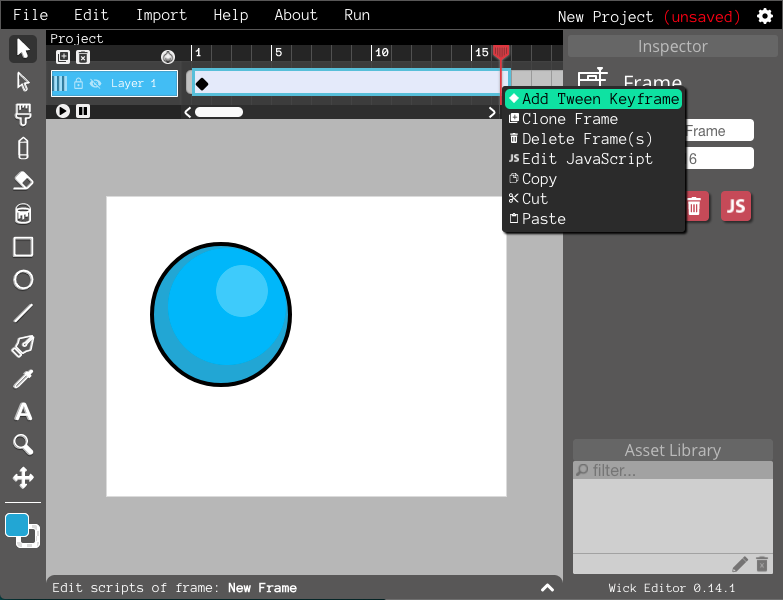 File Edit Import Help About Run New Project (unsaved)
Project
1 5 10 15
Inspector
Layer 1
Frame
Add Tween Keyframe
Clone Frame
Frame
Delete Frame(s)
JS Edit JavaScript
6
Copy
Cut
JS
Paste
Asset Library
filter...
Edit scripts of frame: New Frame
Wick Editor 0.14.1